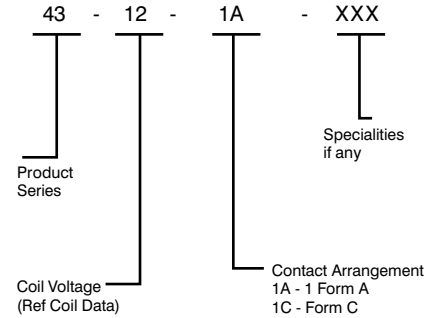 43 - 12 - 1A - XXX
Specialities
if any
Product
Series
Coil Voltage
(Ref Coil Data)
Contact Arrangement
1A - 1 Form A
1C - Form C